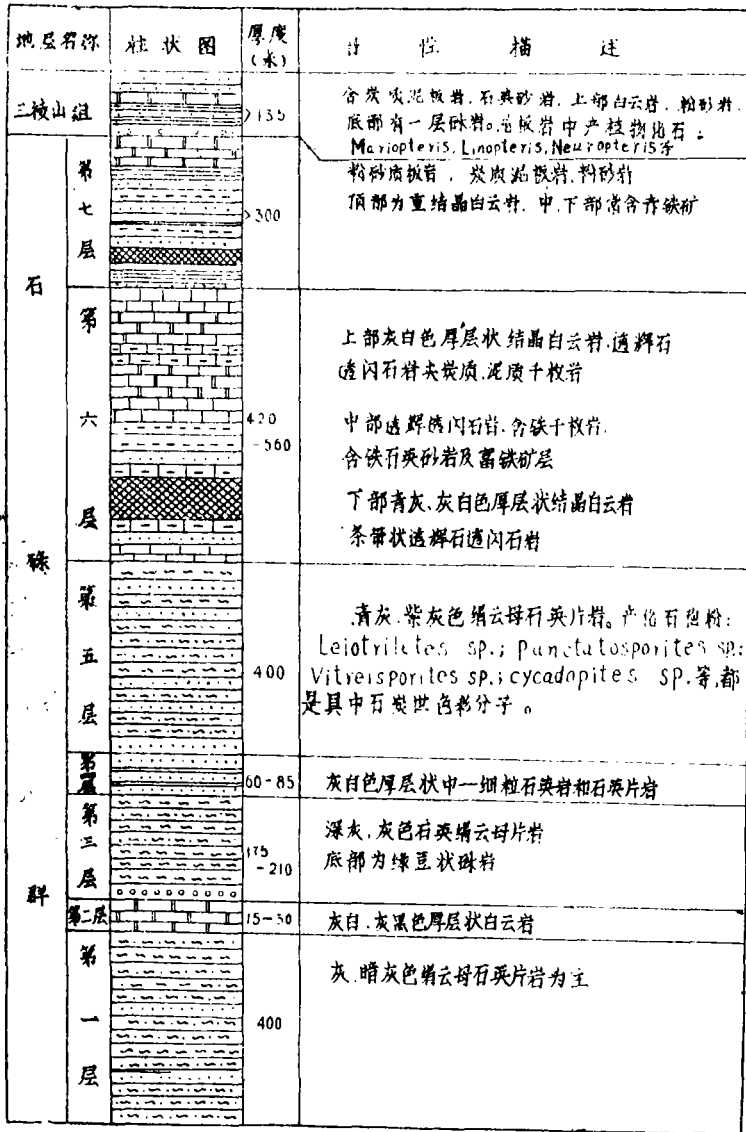 地层名称 柱状图 厚度 性 描 述
(米)
三棱山组 >135
含炭质泥板岩、石英砂岩、上部白云岩、粉砂岩、
底部有一层砾岩。板岩中产植物化石:
Mariopteris, Linopteris, Neuropteris等
石碌群
第七层 >300
粉砂质板岩,炭质泥板岩、粉砂岩
顶部为重结晶白云岩、中、下部常含赤铁矿
第六层 420
-560
上部灰白色厚层状结晶白云岩、透辉石
透闪石岩夹炭质、泥质千枚岩
中部透辉透闪石岩、含铁千枚岩、
含铁石英砂岩及富铁矿层
下部青灰、灰白色厚层状结晶白云岩
条带状透辉石透闪石岩
第五层 400
青灰、紫灰色绢云母石英片岩。产化石孢粉:
Leiotriletes sp.; Punctatosporites sp;
Vitreisporites sp.; cycadopites sp.等,都
是具中石炭世色彩分子。
第四层 60-85
灰白色厚层状中一细粒石英岩和石英片岩
第三层 175
-210
深灰、灰色石英绢云母片岩
底部为绿豆状砾岩
第二层 15-50
灰白、灰黑色厚层状白云岩
第一层 400
灰、暗灰色绢云母石英片岩为主